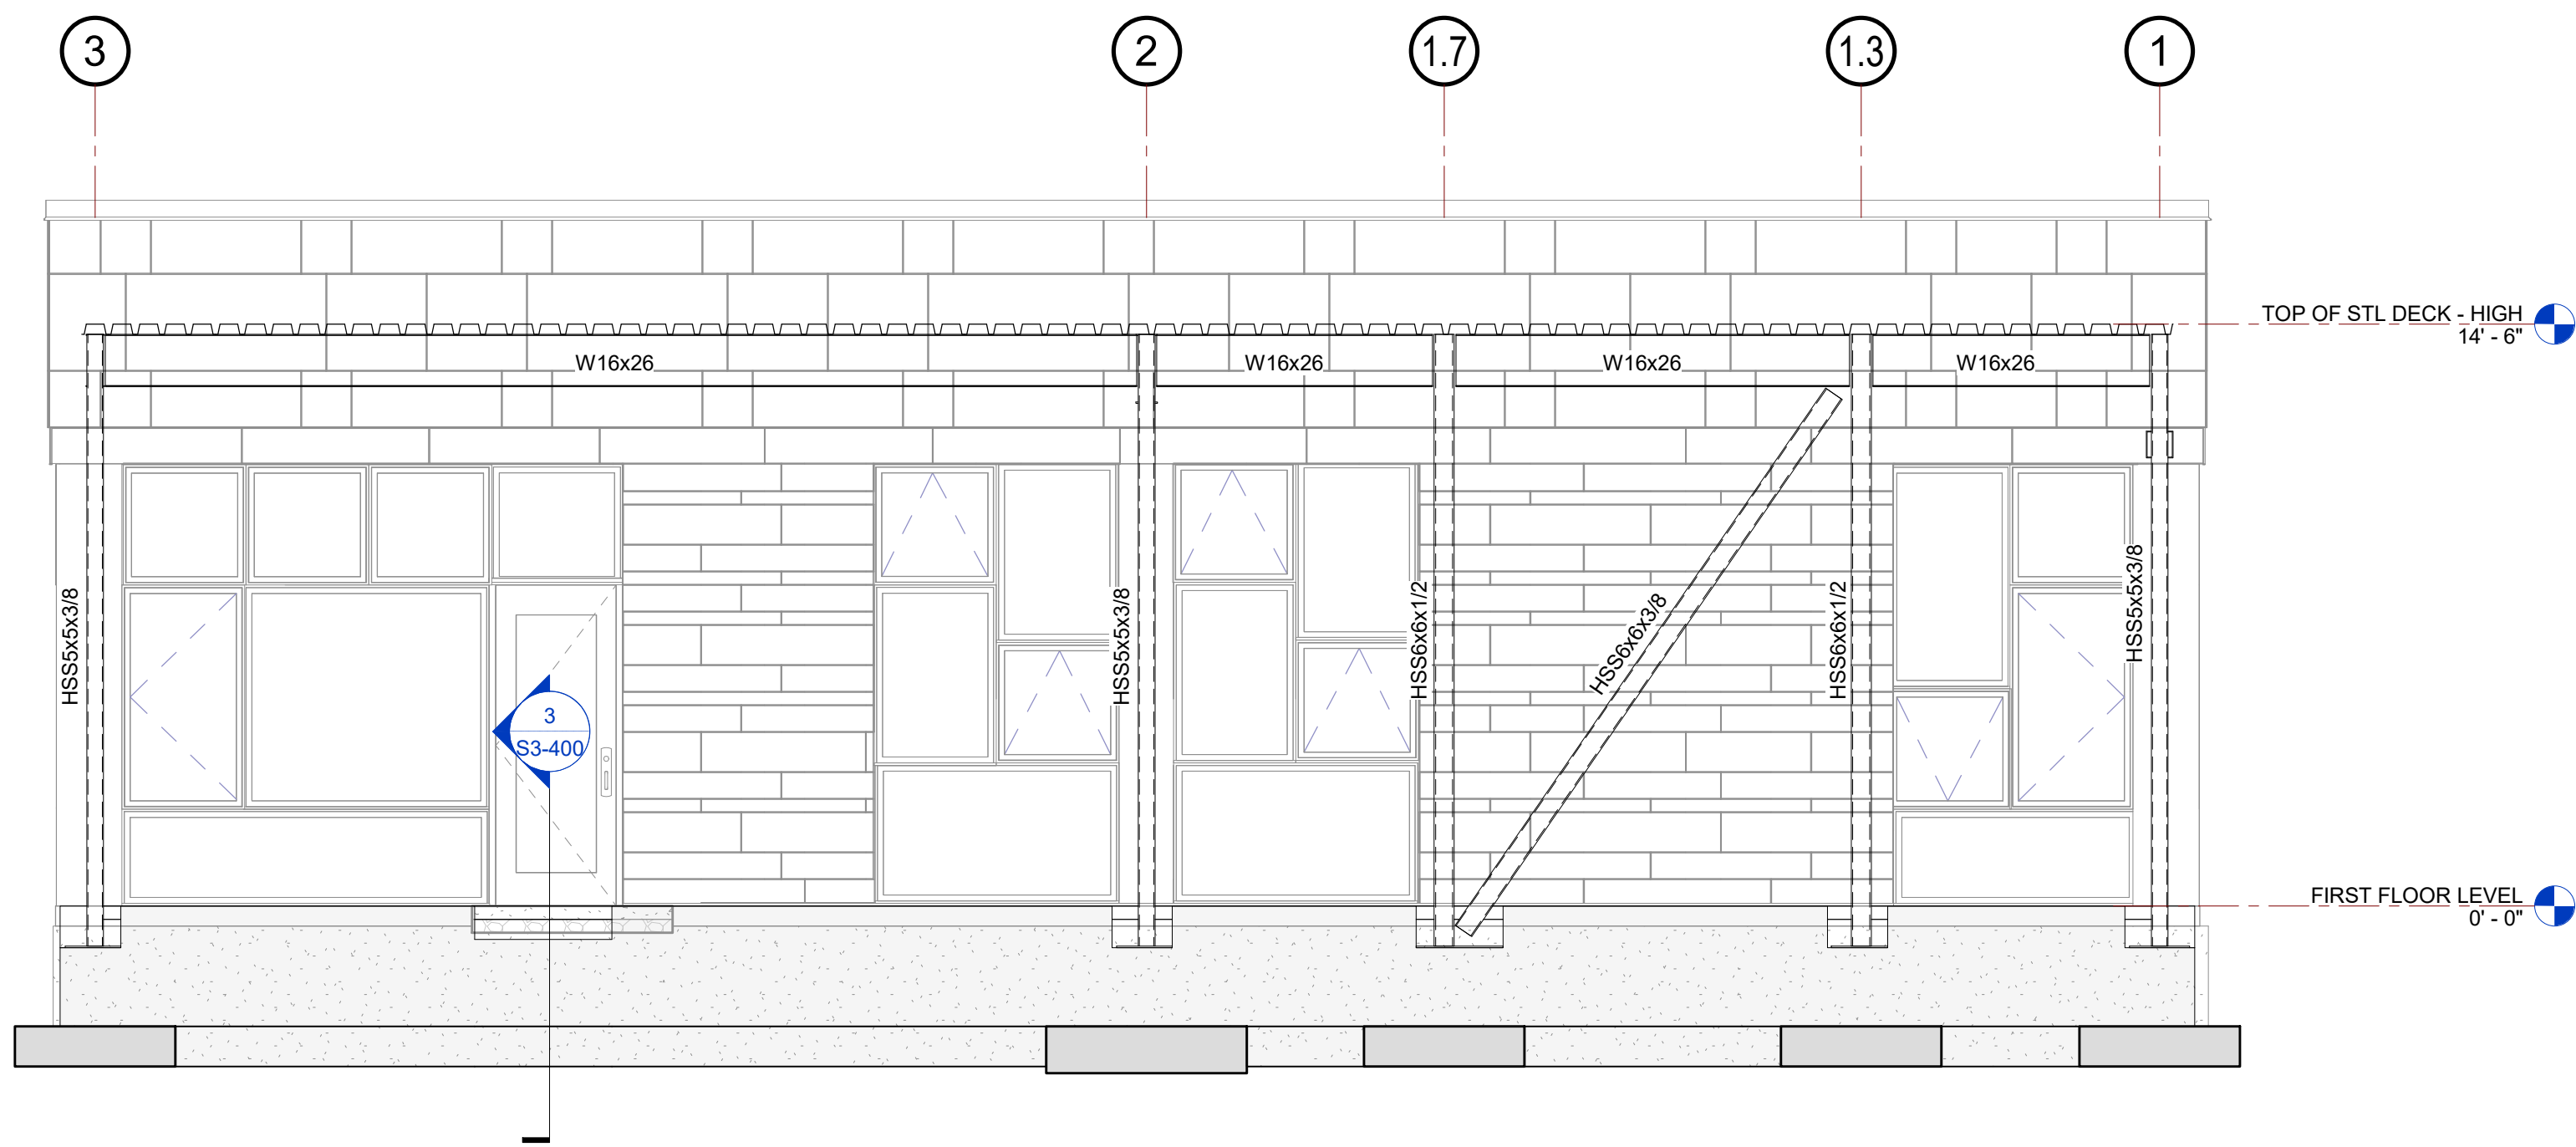 3
2
1.7
1.3
1
TOP OF STL DECK - HIGH
14' - 6"
W16x26
W16x26
W16x26
W16x26
HSS5x5x3/8
HSS5x5x3/8
HSS6x6x1/2
HSS6x6x3/8
HSS6x6x1/2
HSS5x5x3/8
3
S3-400
FIRST FLOOR LEVEL
0' - 0"